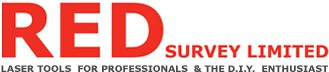 RED SURVEY LIMITED
LASER TOOLS FOR PROFESSIONALS & THE D.I.Y. ENTHUSIAST